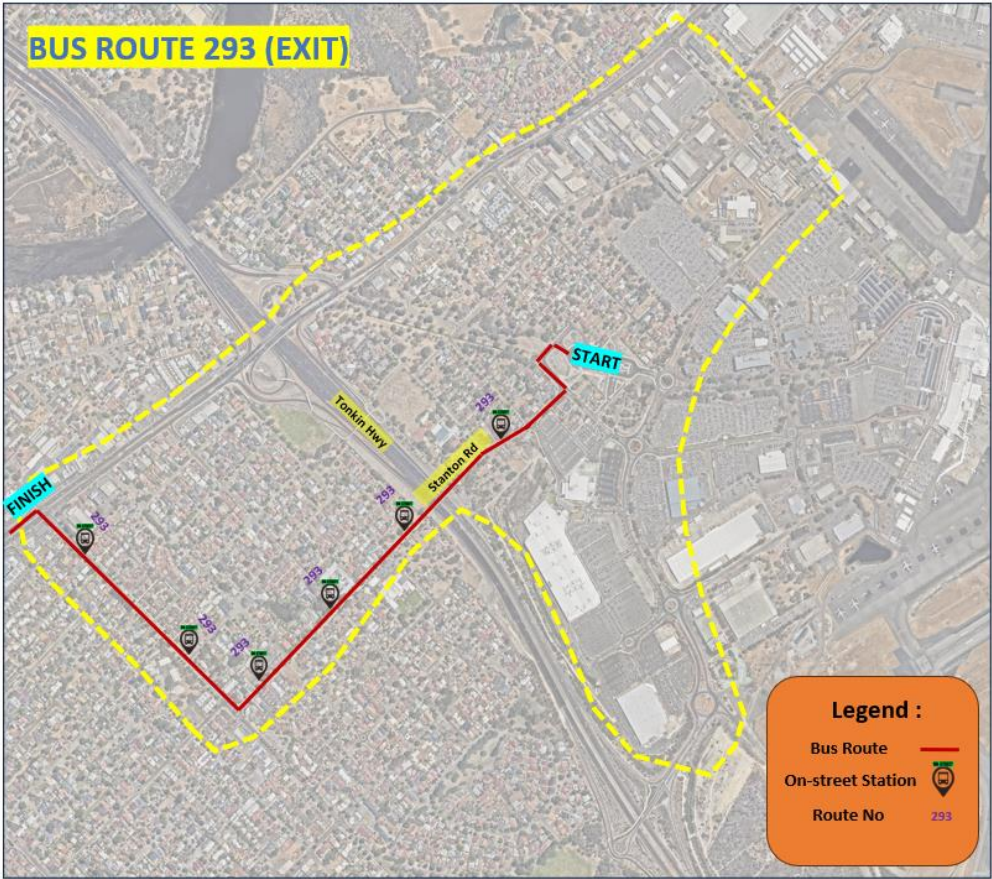 BUS ROUTE 293 (EXIT)
START
293
Tonkin Hwy
Stanton Rd
293
FINISH
293
293
293
293
Legend :
Bus Route
On-street Station
Route No
293